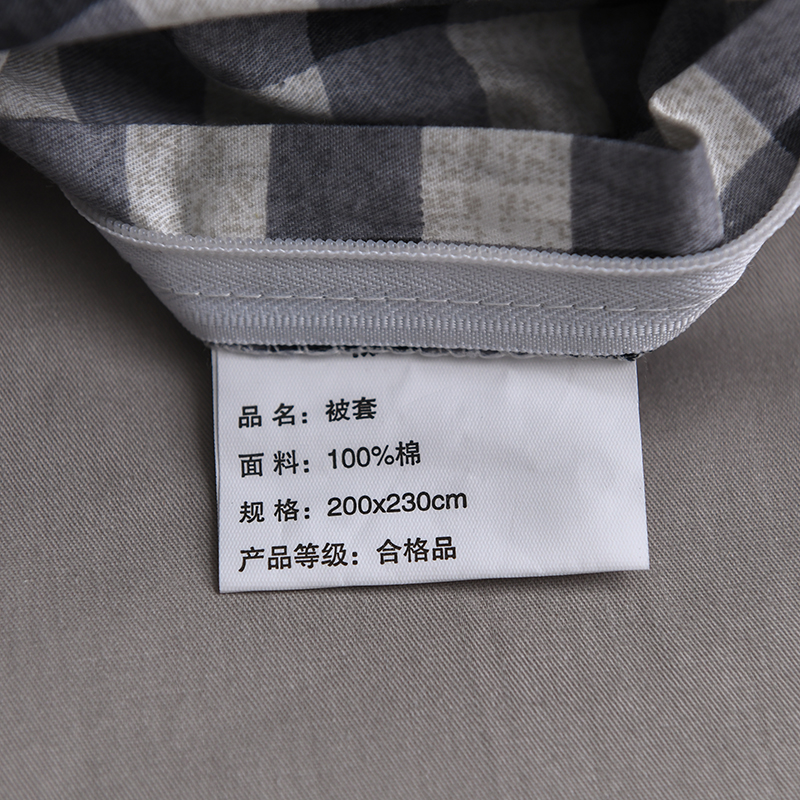 品 名：被套
面 料：100%棉
规 格：200x230cm
产品等级：合格品